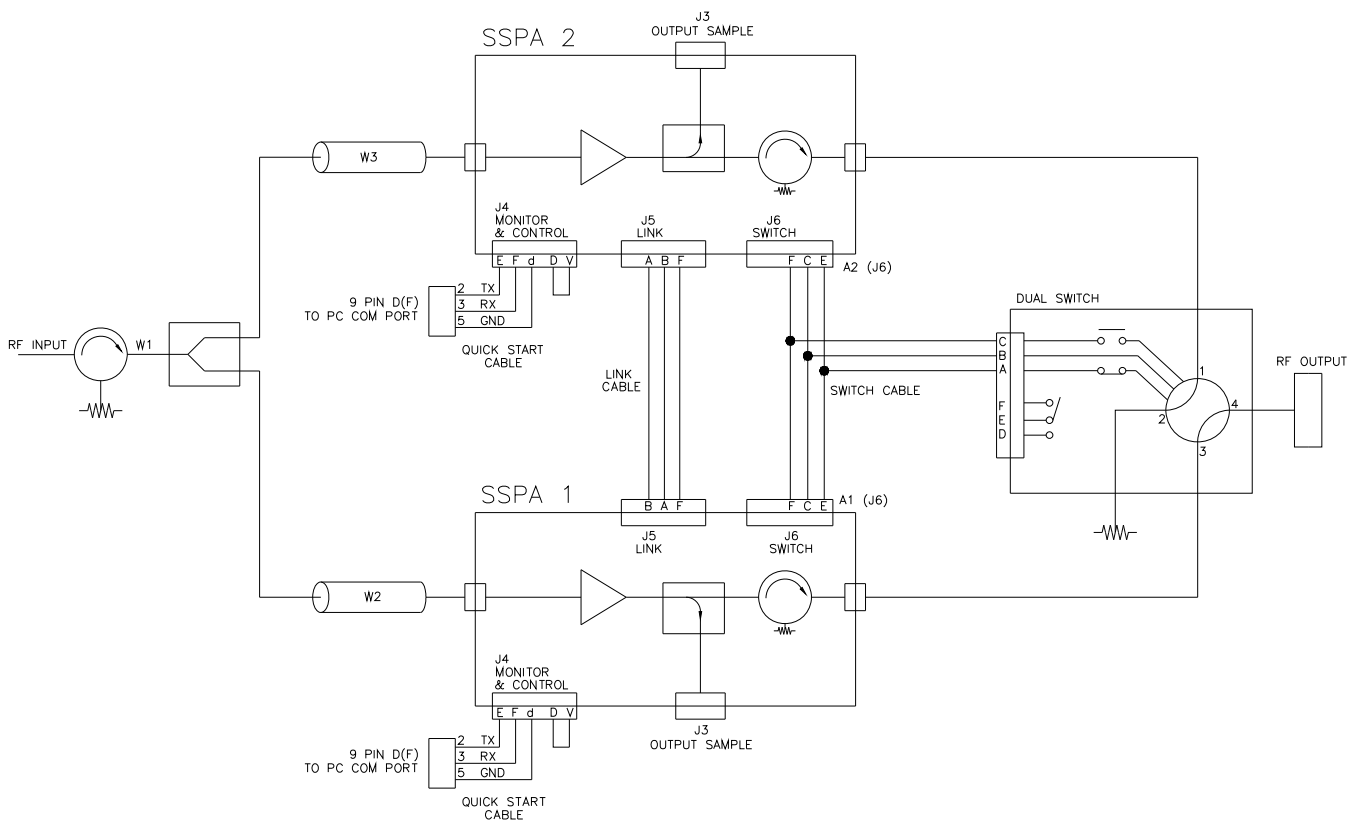 J3
OUTPUT SAMPLE
SSPA 2
W3
J4
MONITOR
& CONTROL
J5
LINK
J6
SWITCH
E F d D V
A B F
F C E
A2 (J6)
2 TX
3 RX
5 GND
9 PIN D(F)
TO PC COM PORT
QUICK START
CABLE
RF INPUT
W1
LINK
CABLE
SWITCH CABLE
DUAL SWITCH
C
B
A
F
E
D
1
2
3
4
RF OUTPUT
SSPA 1
B A F
F C E
A1 (J6)
J5
LINK
J6
SWITCH
W2
J4
MONITOR
& CONTROL
E F d D V
J3
OUTPUT SAMPLE
2 TX
3 RX
5 GND
9 PIN D(F)
TO PC COM PORT
QUICK START
CABLE